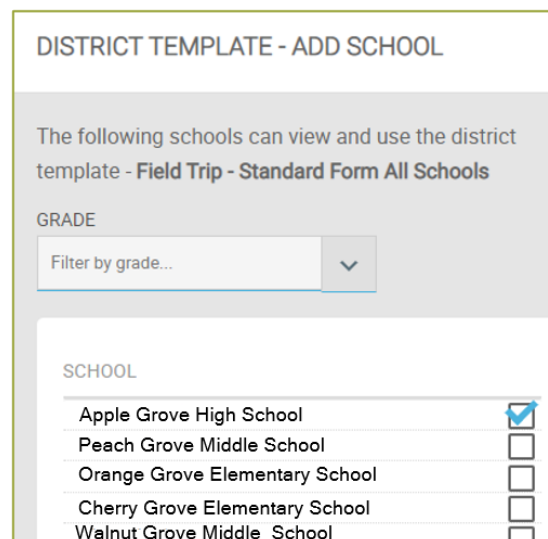 DISTRICT TEMPLATE - ADD SCHOOL
The following schools can view and use the district
template - Field Trip - Standard Form All Schools
GRADE
Filter by grade...
SCHOOL
Apple Grove High School
Peach Grove Middle School
Orange Grove Elementary School
Cherry Grove Elementary School
Walnut Grove Middle School